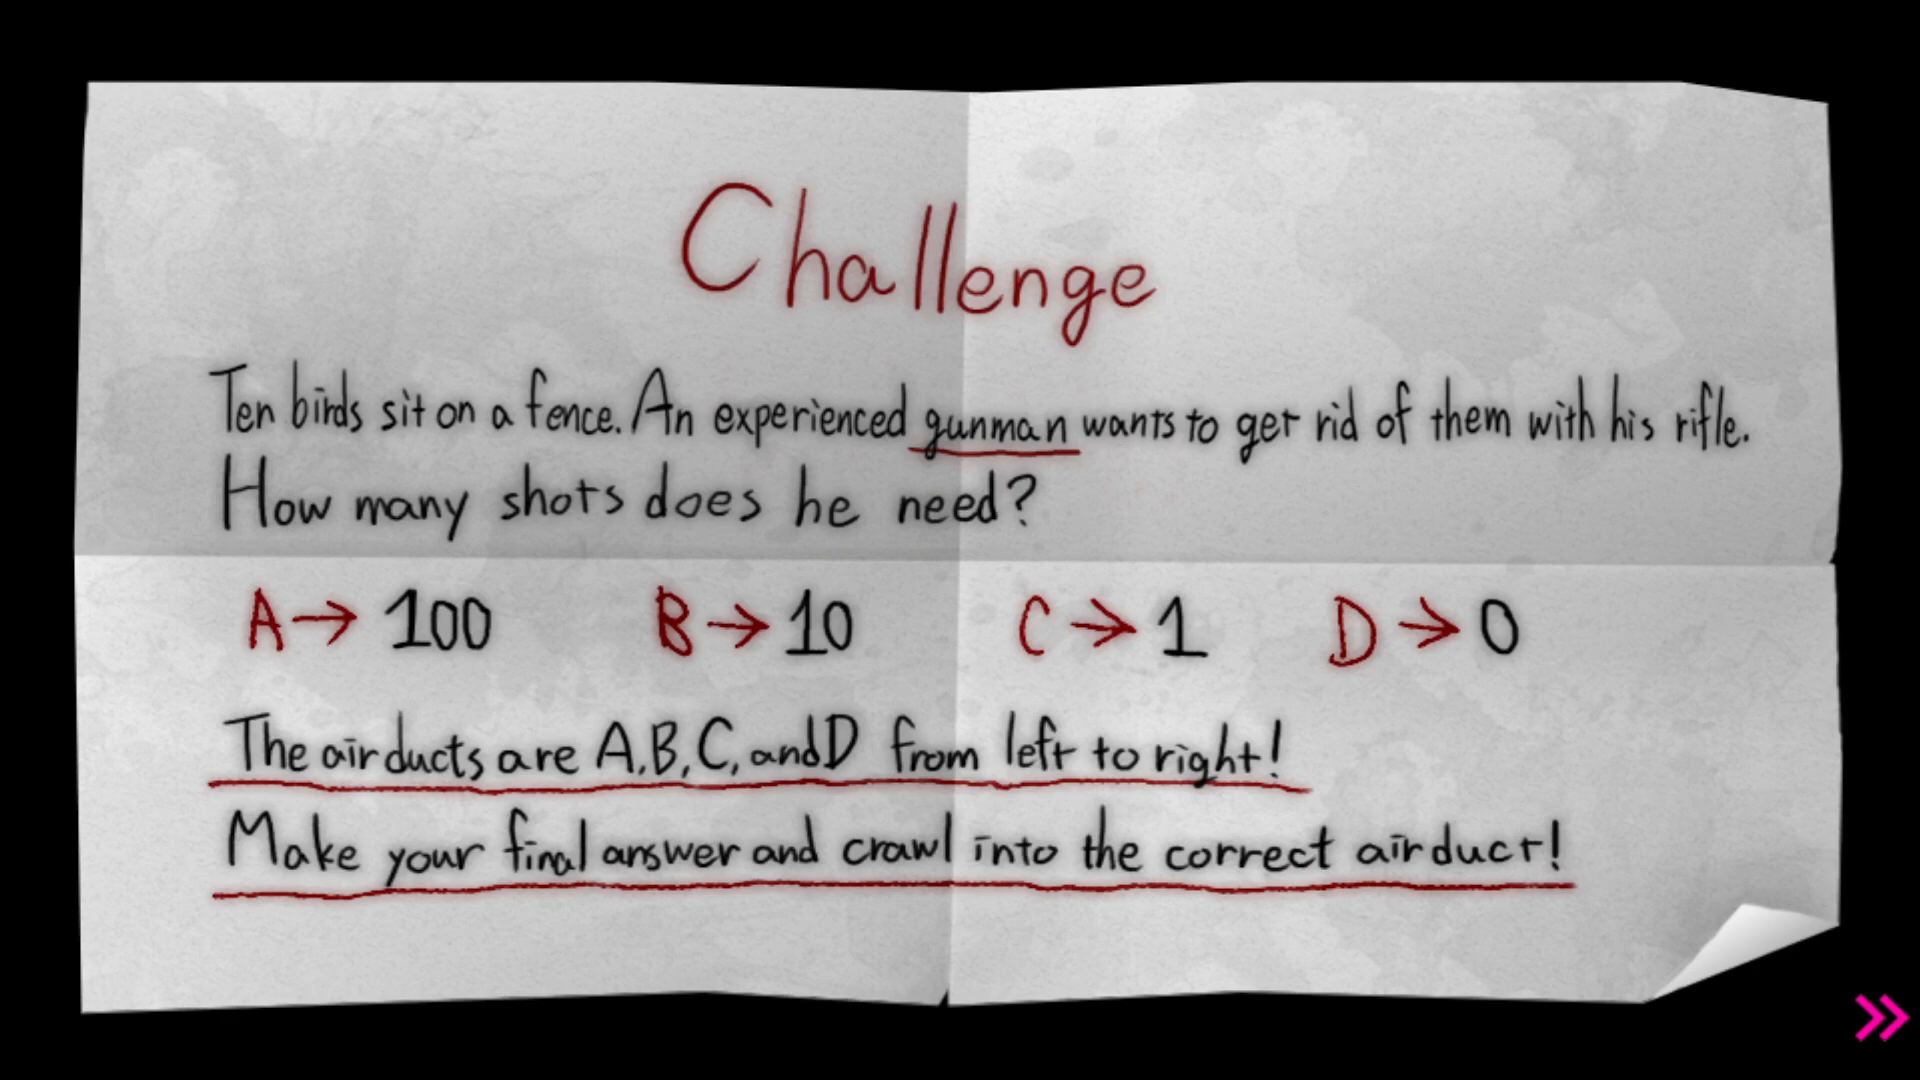 Challenge
Ten birds sit on a fence. An experienced gunman wants to get rid of them with his rifle.
How many shots does he need?
A→100 B→10 C→1 D→0
The airducts are A, B, C, and D from left to right!
Make your final answer and crawl into the correct airduct!